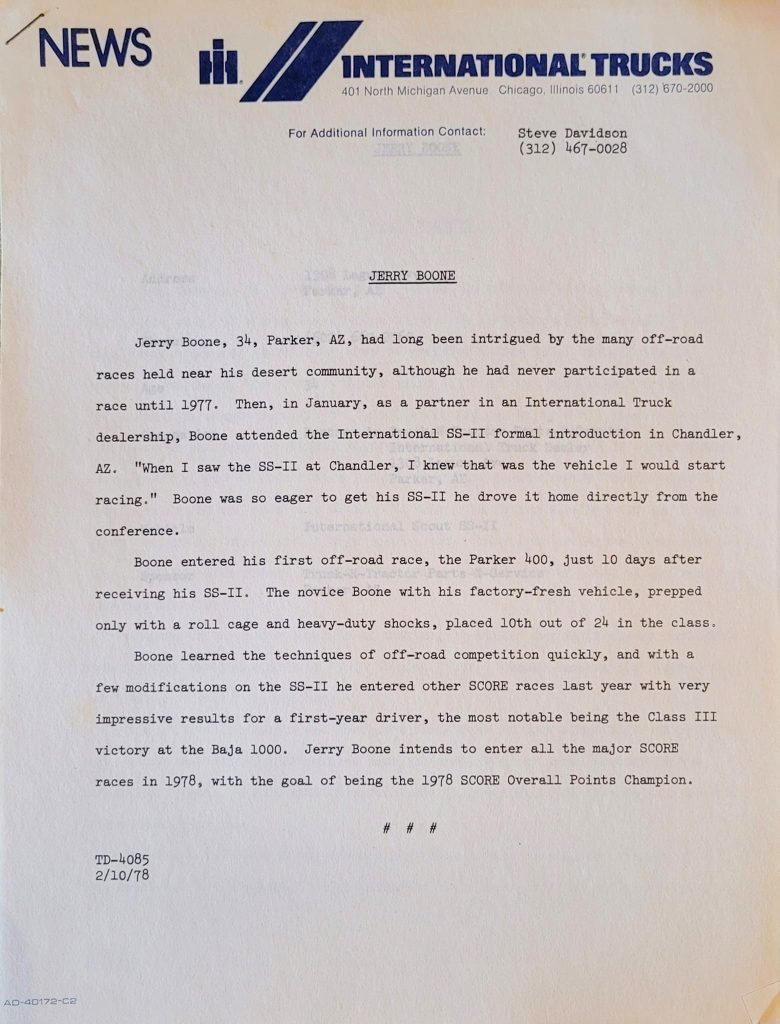 NEWS
IH INTERNATIONAL® TRUCKS
401 North Michigan Avenue Chicago, Illinois 60611 (312) 670-2000
For Additional Information Contact: Steve Davidson
(312) 467-0028
JERRY BOONE
Jerry Boone, 34, Parker, AZ, had long been intrigued by the many off-road
races held near his desert community, although he had never participated in a
race until 1977. Then, in January, as a partner in an International Truck
dealership, Boone attended the International SS-II formal introduction in Chandler,
AZ. "When I saw the SS-II at Chandler, I knew that was the vehicle I would start
racing." Boone was so eager to get his SS-II he drove it home directly from the
conference.
Boone entered his first off-road race, the Parker 400, just 10 days after
receiving his SS-II. The novice Boone with his factory-fresh vehicle, prepped
only with a roll cage and heavy-duty shocks, placed 10th out of 24 in the class.
Boone learned the techniques of off-road competition quickly, and with a
few modifications on the SS-II he entered other SCORE races last year with very
impressive results for a first-year driver, the most notable being the Class III
victory at the Baja 1000. Jerry Boone intends to enter all the major SCORE
races in 1978, with the goal of being the 1978 SCORE Overall Points Champion.
# # #
TD-4085
2/10/78
AD-40172-C2